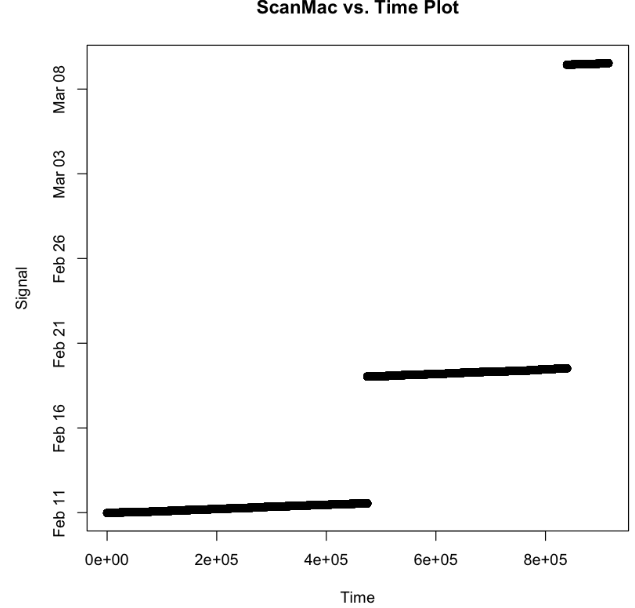 ScanMac vs. Time Plot
Signal
Mar 08
Mar 03
Feb 26
Feb 21
Feb 16
Feb 11
0e+00 2e+05 4e+05 6e+05 8e+05
Time